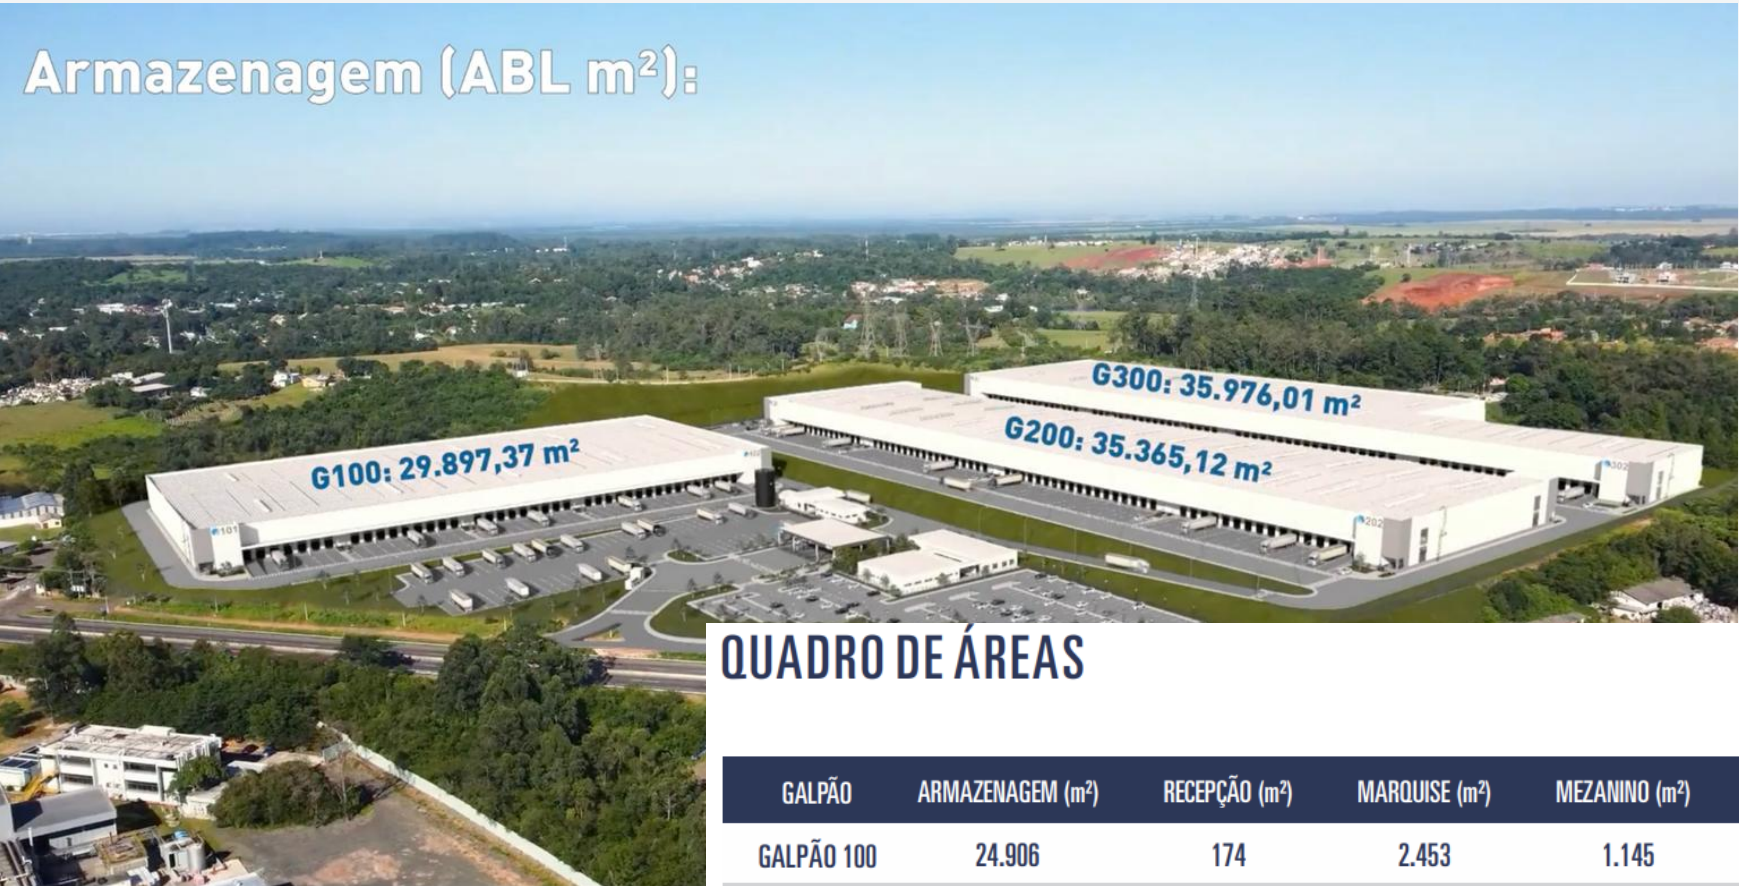 Armazenagem (ABL m²):
G300: 35.976,01 m²
G200: 35.365,12 m²
G100: 29.897,37 m²
302
101
202
QUADRO DE ÁREAS
GALPÃO ARMAZENAGEM (m²) RECEPÇÃO (m²) MARQUISE (m²) MEZANINO (m²)
GALPÃO 100 24.906 174 2.453 1.145